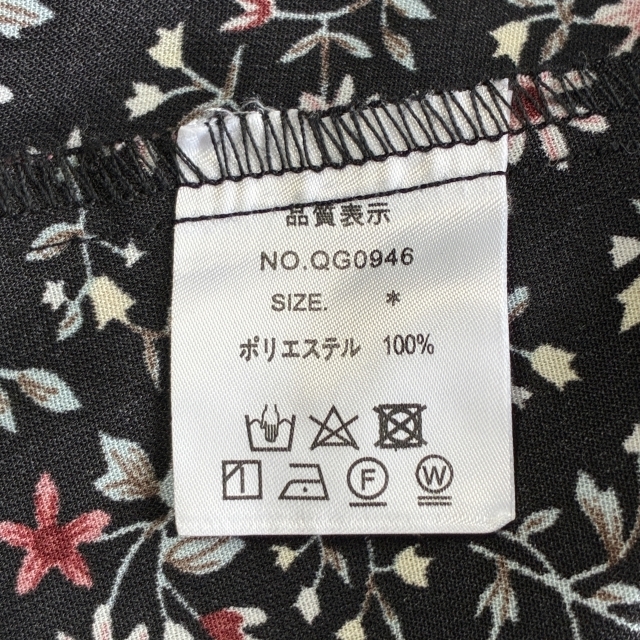 品質表示
NO.QG0946
SIZE. *
ポリエステル 100%
F W